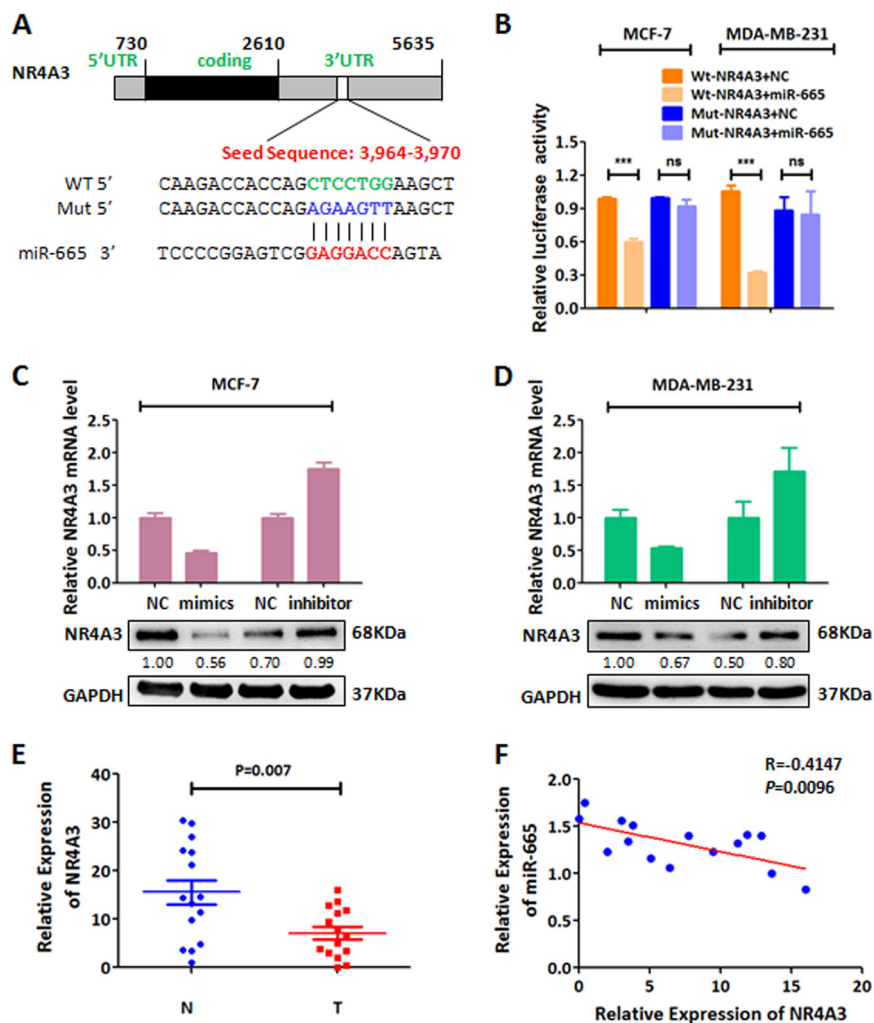 A
730 2610 5635
5'UTR coding 3'UTR
NR4A3
Seed Sequence: 3,964-3,970
WT 5' CAAGACCACCAGCTCCTGGAAGCT
Mut 5' CAAGACCACCAGAGAAGTTAAGCT
miR-665 3' TCCCCGGAGTCGGAGGACCAGTA
B
MCF-7 MDA-MB-231
Wt-NR4A3+NC
Wt-NR4A3+miR-665
Mut-NR4A3+NC
Mut-NR4A3+miR-665
Relative luciferase activity
1.5
1.2
0.9
0.6
0.3
0.0
*** ns *** ns
C
MCF-7
Relative NR4A3 mRNA level
2.5
2.0
1.5
1.0
0.5
0.0
NC mimics NC inhibitor
NR4A3 68KDa
1.00 0.56 0.70 0.99
GAPDH 37KDa
D
MDA-MB-231
Relative NR4A3 mRNA level
2.5
2.0
1.5
1.0
0.5
0.0
NC mimics NC inhibitor
NR4A3 68KDa
1.00 0.67 0.50 0.80
GAPDH 37KDa
E
P=0.007
Relative Expression
of NR4A3
40
30
20
10
0
N T
F
R=-0.4147
P=0.0096
Relative Expression
of miR-665
2.0
1.5
1.0
0.5
0.0
0 5 10 15 20
Relative Expression of NR4A3